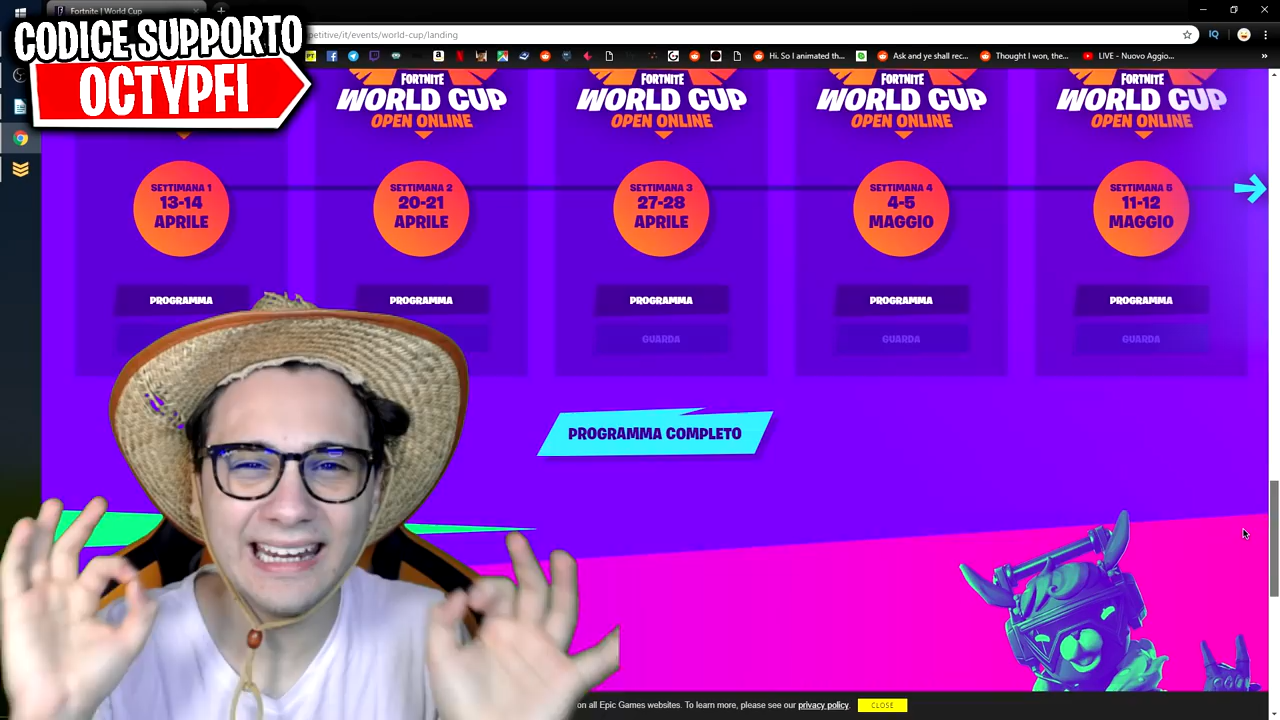 CODICE SUPPORTO
OCTYPFI
Fortnite | World Cup
petitive/it/events/world-cup/landing
Hi. So I animated th...
Ask and ye shall rec...
Thought I won, the...
LIVE - Nuovo Aggio...
FORTNITE
WORLD CUP
OPEN ONLINE
FORTNITE
WORLD CUP
OPEN ONLINE
FORTNITE
WORLD CUP
OPEN ONLINE
FORTNITE
WORLD CUP
OPEN ONLINE
SETTIMANA 1
13-14
APRILE
SETTIMANA 2
20-21
APRILE
SETTIMANA 3
27-28
APRILE
SETTIMANA 4
4-5
MAGGIO
SETTIMANA 5
11-12
MAGGIO
PROGRAMMA
PROGRAMMA
PROGRAMMA
PROGRAMMA
PROGRAMMA
GUARDA
GUARDA
GUARDA
PROGRAMMA COMPLETO
on all Epic Games websites. To learn more, please see our privacy policy.
CLOSE